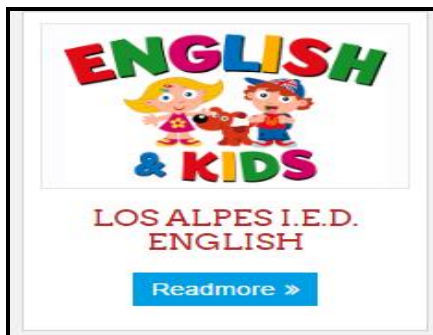 ENGLISH
& KIDS
LOS ALPES I.E.D.
ENGLISH
Readmore »